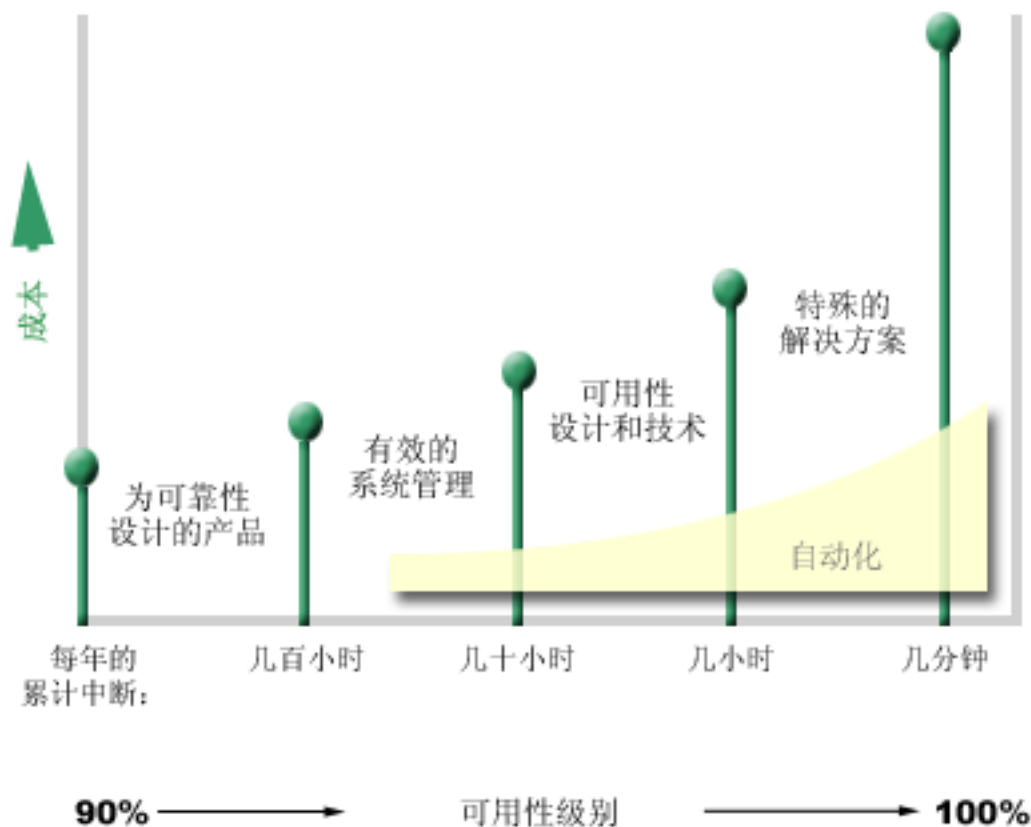 成本
特殊的
解决方案
可用性
设计和技术
有效的
系统管理
为可靠性
设计的产品
自动化
每年的
累计中断：
几百小时
几十小时
几小时
几分钟
90%
可用性级别
100%